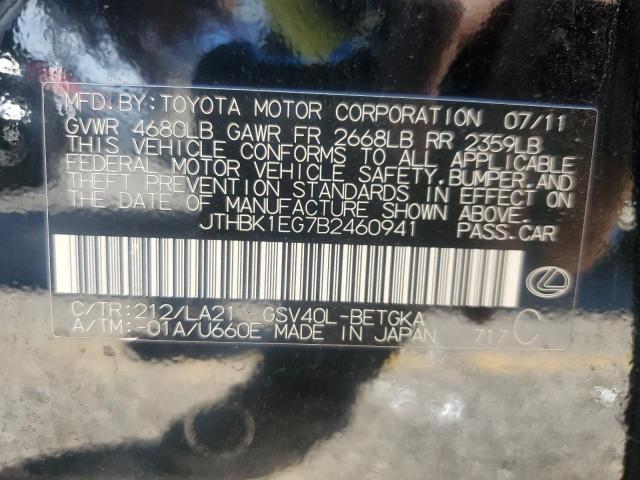 MFD.BY:TOYOTA MOTOR CORPORATION 07/11
GVWR 4680LB GAWR FR 2668LB RR 2359LB
THIS VEHICLE CONFORMS TO ALL APPLICABLE
FEDERAL MOTOR VEHICLE SAFETY,BUMPER,AND
THEFT PREVENTION STANDARDS IN EFFECT ON
THE DATE OF MANUFACTURE SHOWN ABOVE.
JTHBK1EG7B2460941 PASS.CAR
C/TR:212/LA21 GSV40L-BETGKA
A/TM:-01A/U660E MADE IN JAPAN 717 C